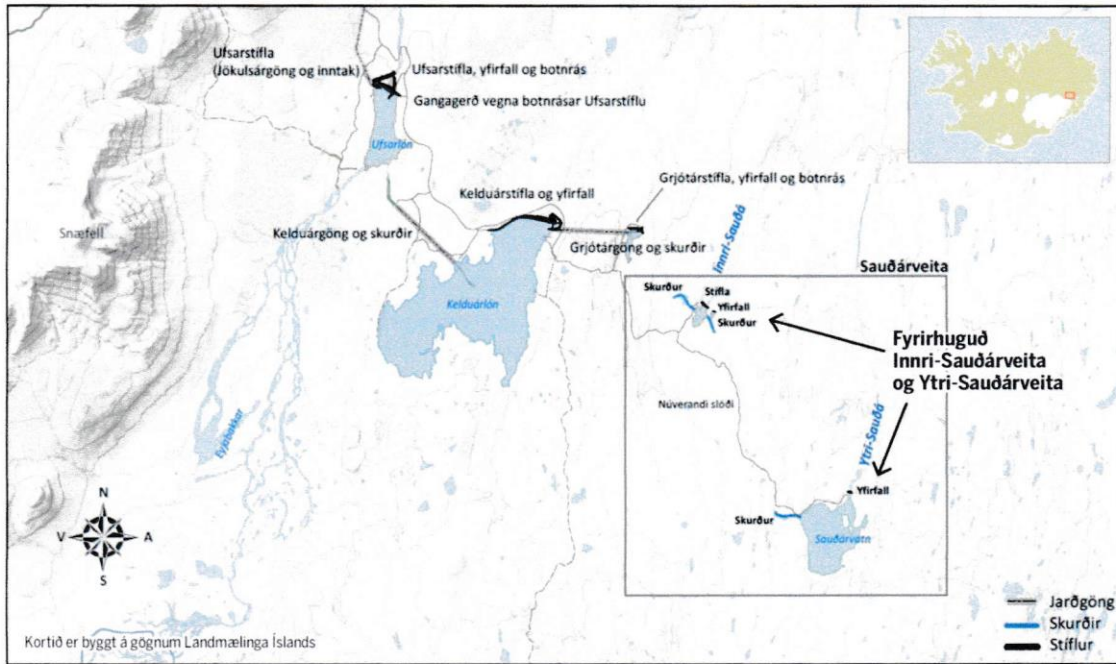 Ufsarstífla
(Jökulsárgöng og inntak)
Ufsarstífla, yfirfall og botnrás
Gangagerð vegna botnrásar Ufsarstíflu
Ufsarlón
Grjótárstífla, yfirfall og botnrás
Kelduárstífla og yfirfall
Snæfell
Kelduárgöng og skurðir
Grjótárgöng og skurðir
Innri-Sauðá
Sauðárveita
Kelduárlón
Skurður
Stífla
Yfirfall
Skurður
Fyrirhuguð
Innri-Sauðárveita
og Ytri-Sauðárveita
Núverandi slóði
Eyjabakkar
Ytri-Sauðá
Yfirfall
Skurður
Sauðárvatn
N
V
A
S
Jarðgöng
Skurðir
Stíflur
Kortið er byggt á gögnum Landmælinga Íslands